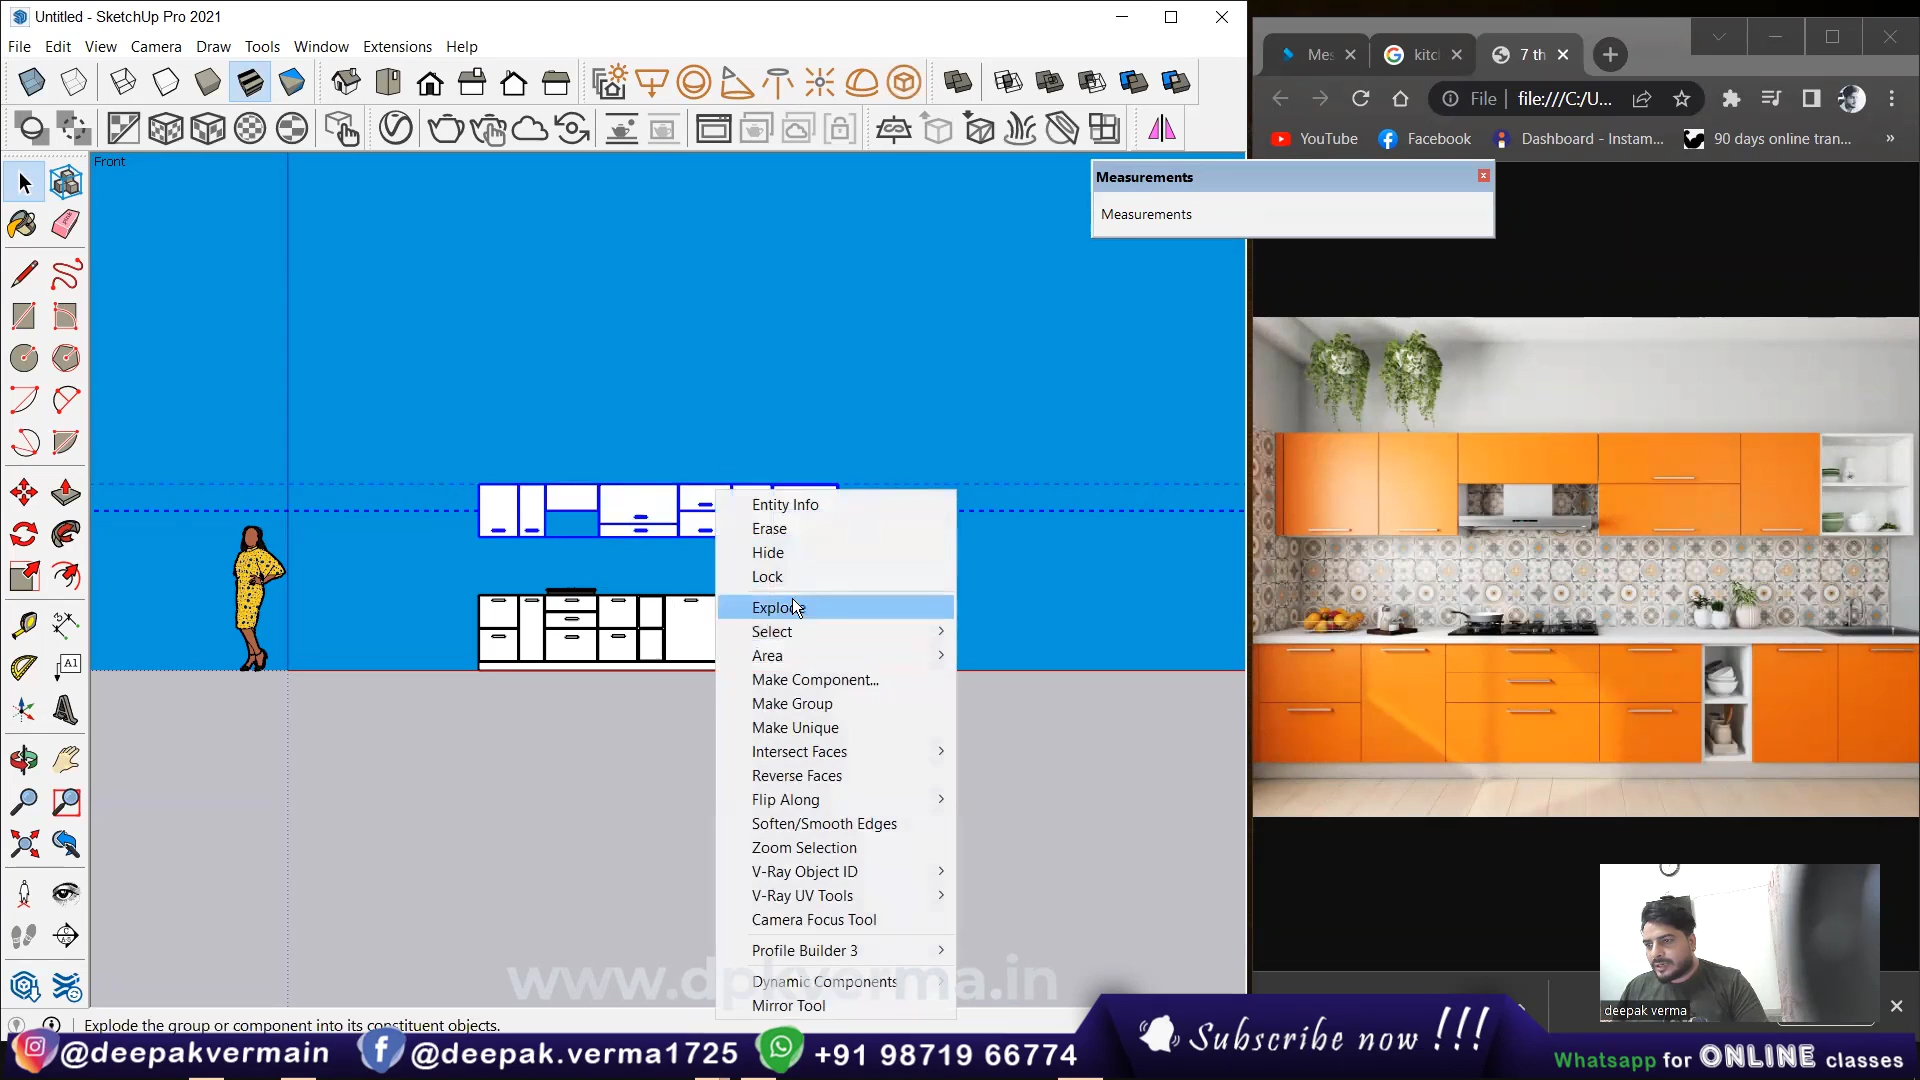 Untitled - SketchUp Pro 2021
File Edit View Camera Draw Tools Window Extensions Help
Front
Measurements
Measurements
Mes
kitcl
7 th
File file:///C:/U...
YouTube Facebook Dashboard - Instam... 90 days online tran... »
Entity Info
Erase
Hide
Lock
Explode
Select
Area
Make Component...
Make Group
Make Unique
Intersect Faces
Reverse Faces
Flip Along
Soften/Smooth Edges
Zoom Selection
V-Ray Object ID
V-Ray UV Tools
Camera Focus Tool
Profile Builder 3
Dynamic Components
Mirror Tool
A1
www.dpkverma.in
deepak verma
Explode the group or component into its constituent objects.
@deepakvermain @deepak.verma1725 +91 98719 66774
Subscribe now !!!
Whatsapp for ONLINE classes